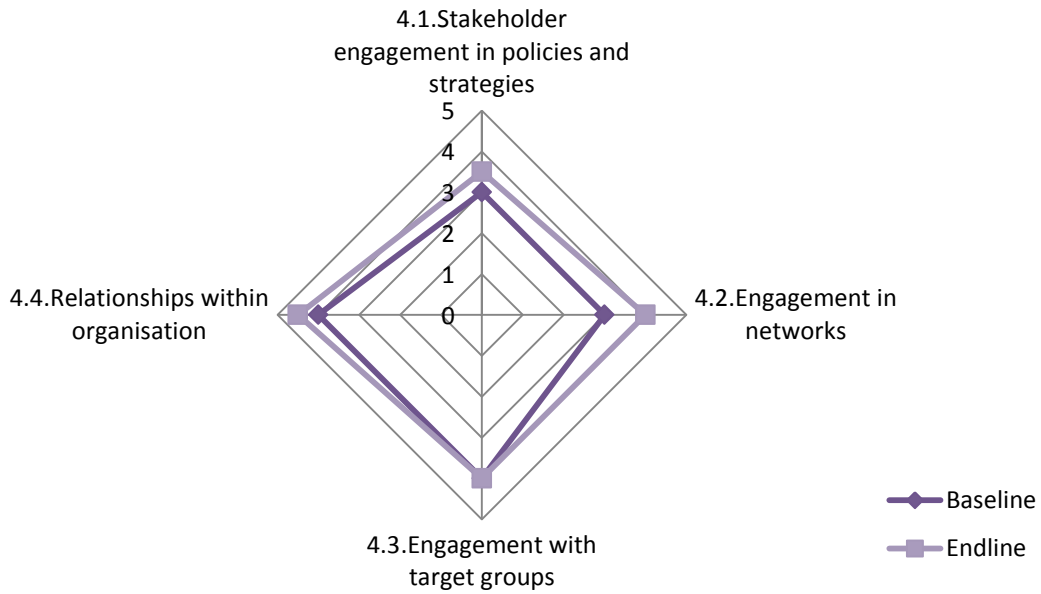 4.1.Stakeholder
engagement in policies and
strategies
5
4
3
2
1
0
4.4.Relationships within
organisation
4.2.Engagement in
networks
4.3.Engagement with
target groups
Baseline
Endline